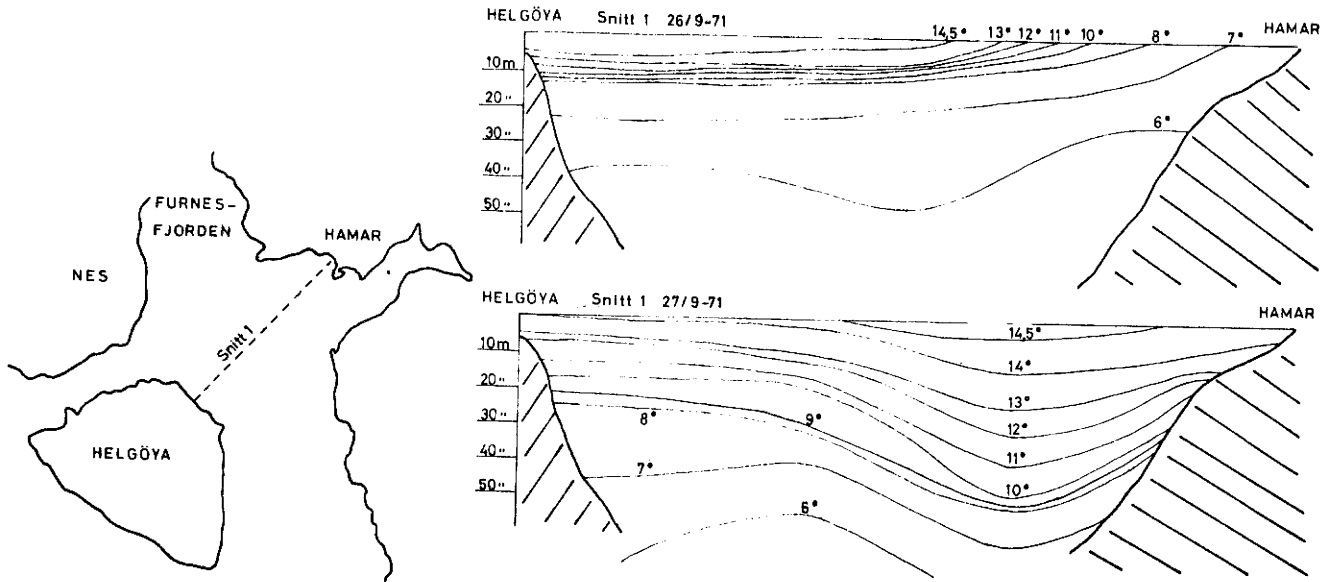 FURNES-
FJORDEN
HAMAR
NES
Snitt 1
HELGÖYA
HELGÖYA Snitt 1 26/9-71
HAMAR
14,5° 13° 12° 11° 10° 8° 7°
10m
20"
30"
40"
50"
6°
HELGÖYA Snitt 1 27/9-71
HAMAR
14,5°
10m
14°
20"
13°
30"
8° 9° 12°
40"
11°
7°
50"
10°
6°